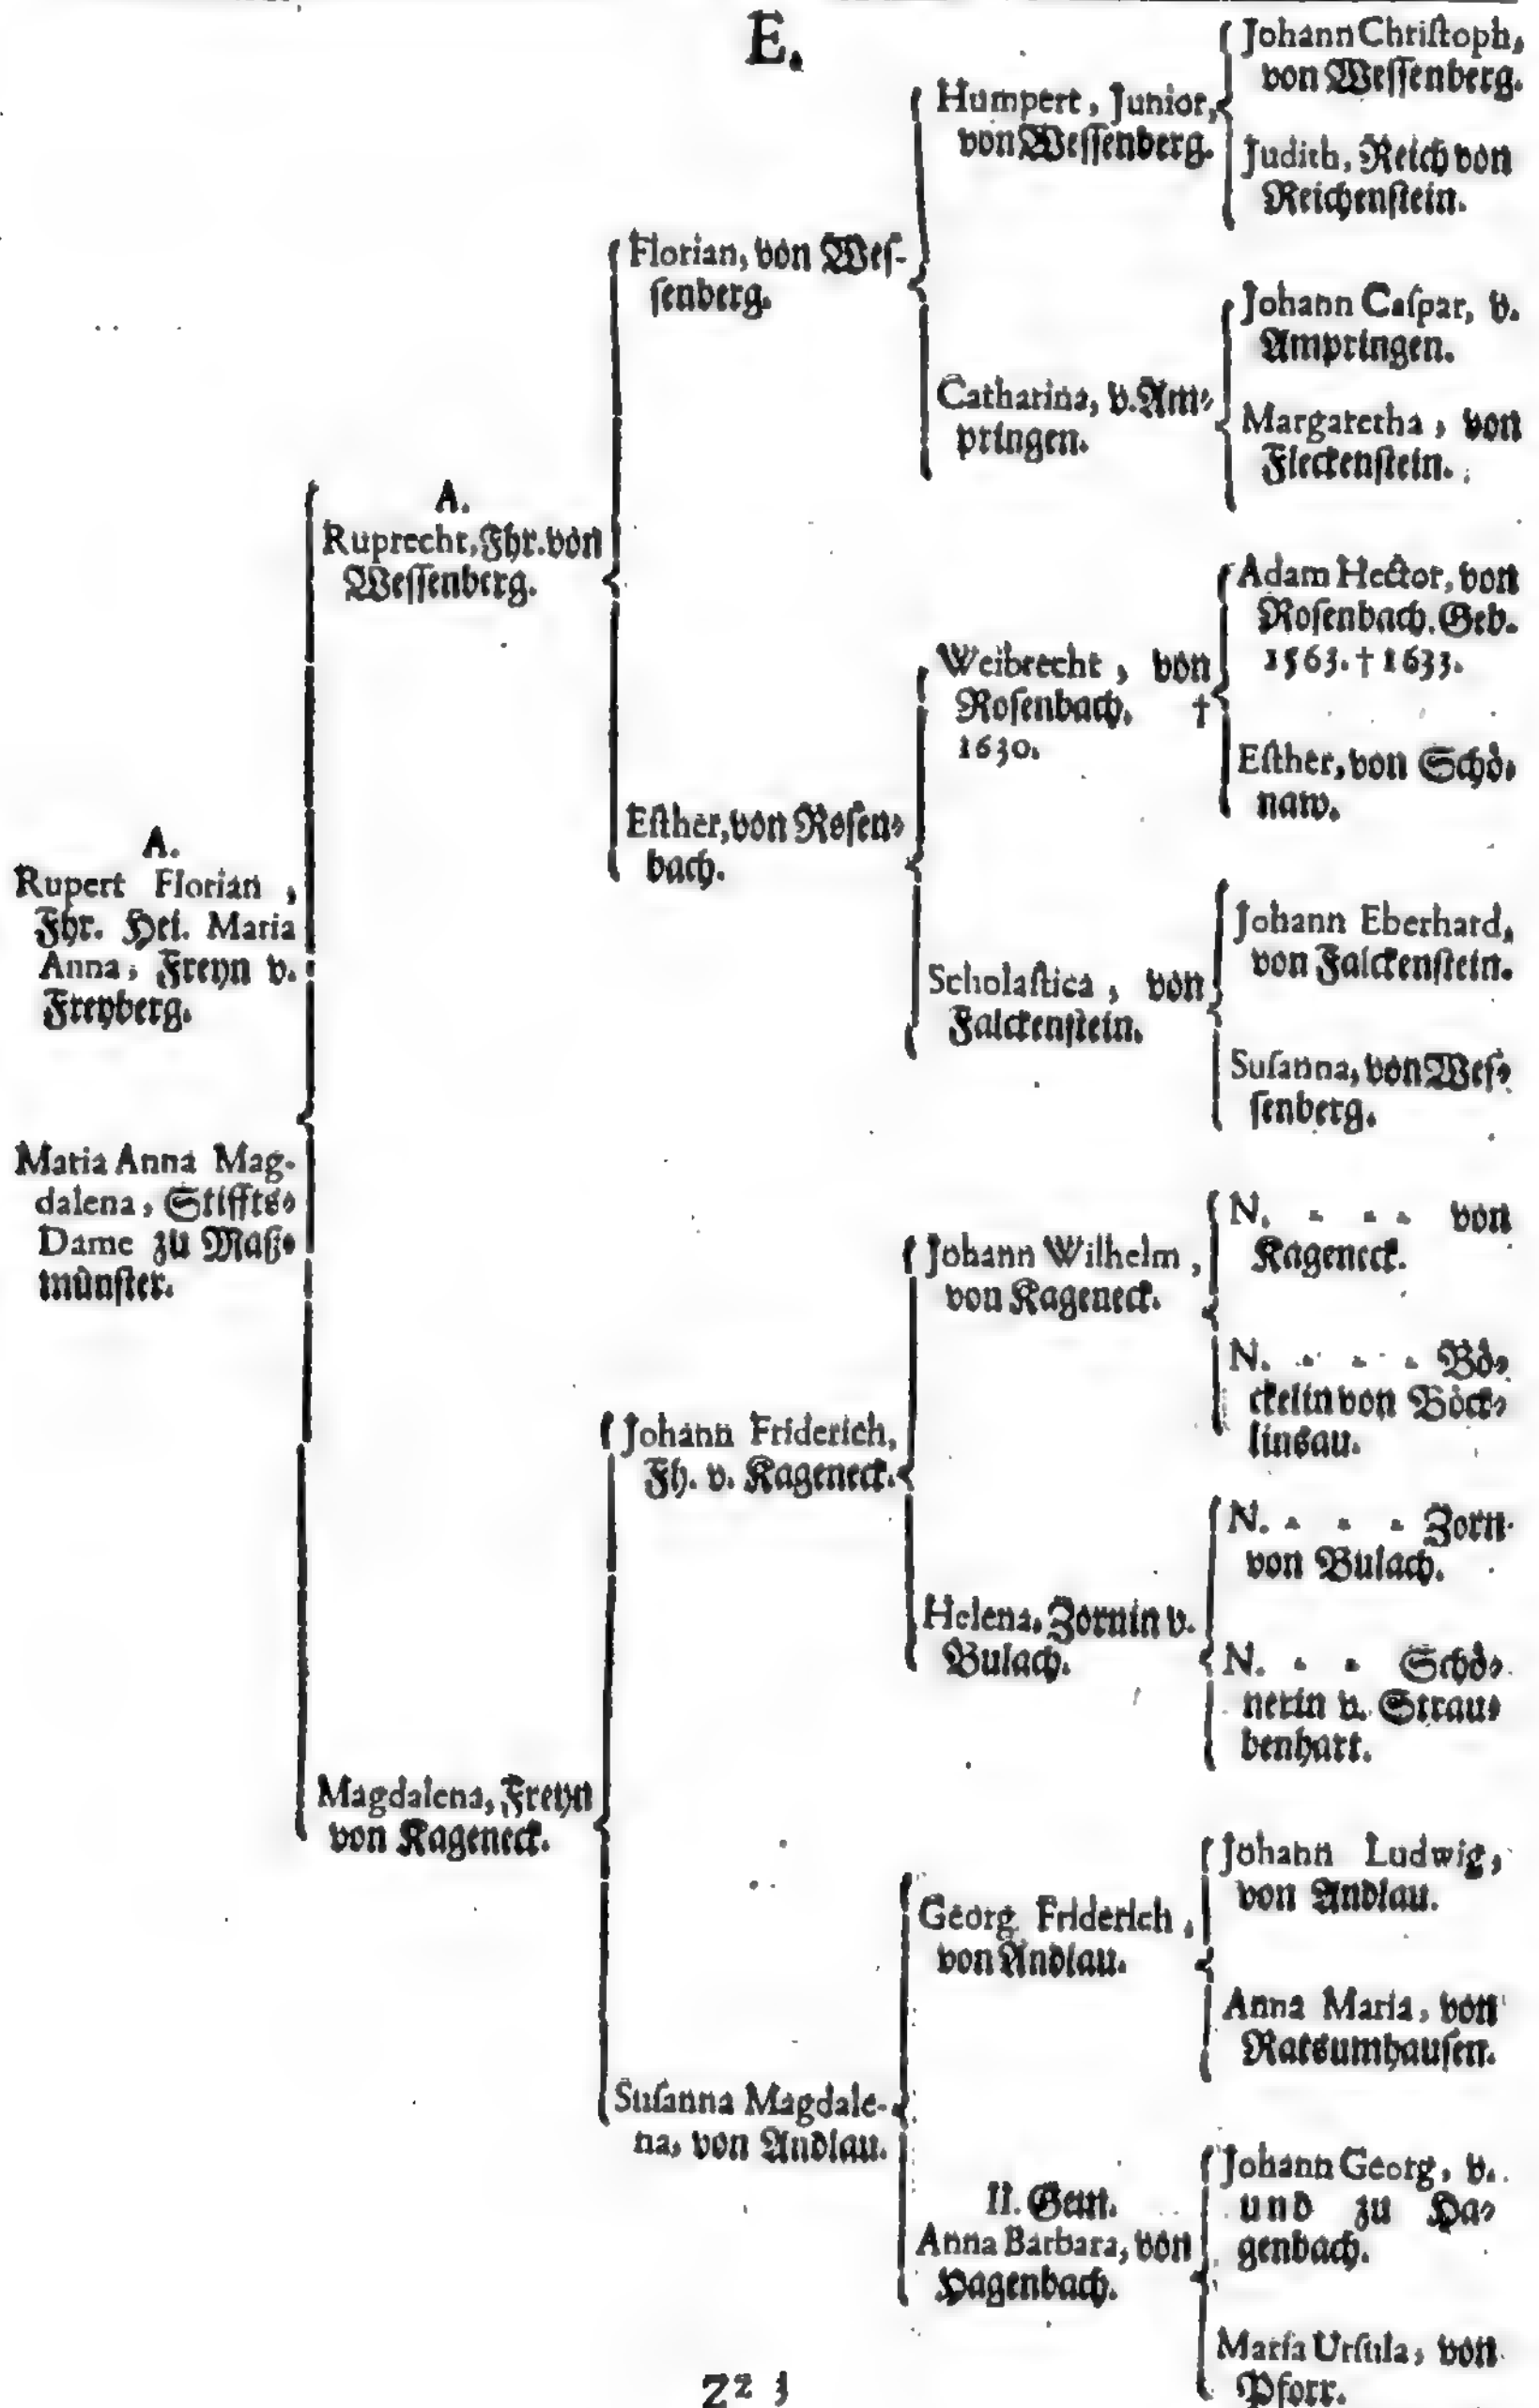 E.
A.
Rupert Florian,
Fhr. Hei. Maria
Anna, Freyn v.
Freyberg.
Maria Anna Mag-
dalena, Stiffts-
Dame zu Maß-
münster.
A.
Ruprecht, Fhr. von
Wessenberg.
Magdalena, Freyn
von Kageneck.
Florian, von Wes-
senberg.
Esther, von Rosen-
bach.
Johann Friderich,
Fh. v. Kageneck.
Susanna Magdale-
na, von Andlau.
Humpert, Junior,
von Wessenberg.
Catharina, v. Am-
pringen.
Weibrecht, von
Rosenbach. †
1630.
Scholastica, von
Falckenstein.
Johann Wilhelm,
von Kageneck.
Helena, Zornin v.
Bulach.
Georg Friderich,
von Andlau.
II. Gem.
Anna Barbara, von
Hagenbach.
Johann Christoph,
von Wessenberg.
Judith, Reich von
Reichenstein.
Johann Caspar, v.
Ampringen.
Margaretha, von
Fleckenstein.
Adam Hector, von
Rosenbach. Geb.
1563. † 1633.
Esther, von Schö-
naw.
Johann Eberhard,
von Falckenstein.
Susanna, von Wes-
senberg.
N. - - - von
Kageneck.
N. - - - Bö-
ckelin von Böck-
linsau.
N. - - - Zorn
von Bulach.
N. - - Schö-
nerin v. Strau-
benhart.
Johann Ludwig,
von Andlau.
Anna Maria, von
Ratsumhausen.
Johann Georg, v.
und zu Ha-
genbach.
Maria Ursula, von
Pforr.
Zz 3